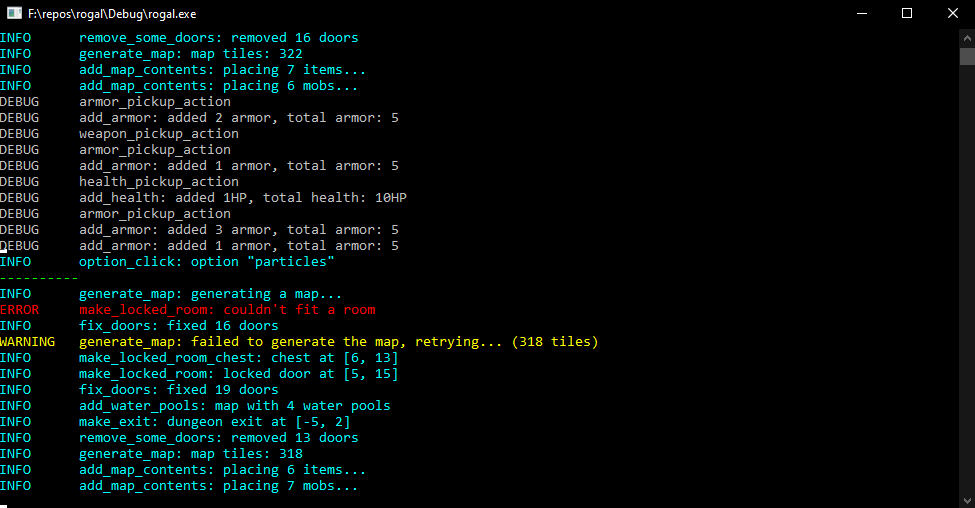 F:\repos\rogal\Debug\rogal.exe
INFO      remove_some_doors: removed 16 doors
INFO      generate_map: map tiles: 322
INFO      add_map_contents: placing 7 items...
INFO      add_map_contents: placing 6 mobs...
DEBUG     armor_pickup_action
DEBUG     add_armor: added 2 armor, total armor: 5
DEBUG     weapon_pickup_action
DEBUG     armor_pickup_action
DEBUG     add_armor: added 1 armor, total armor: 5
DEBUG     health_pickup_action
DEBUG     add_health: added 1HP, total health: 10HP
DEBUG     armor_pickup_action
DEBUG     add_armor: added 3 armor, total armor: 5
DEBUG     add_armor: added 1 armor, total armor: 5
INFO      option_click: option "particles"
----------
INFO      generate_map: generating a map...
ERROR     make_locked_room: couldn't fit a room
INFO      fix_doors: fixed 16 doors
WARNING   generate_map: failed to generate the map, retrying... (318 tiles)
INFO      make_locked_room_chest: chest at [6, 13]
INFO      make_locked_room: locked door at [5, 15]
INFO      fix_doors: fixed 19 doors
INFO      add_water_pools: map with 4 water pools
INFO      make_exit: dungeon exit at [-5, 2]
INFO      remove_some_doors: removed 13 doors
INFO      generate_map: map tiles: 318
INFO      add_map_contents: placing 6 items...
INFO      add_map_contents: placing 7 mobs...